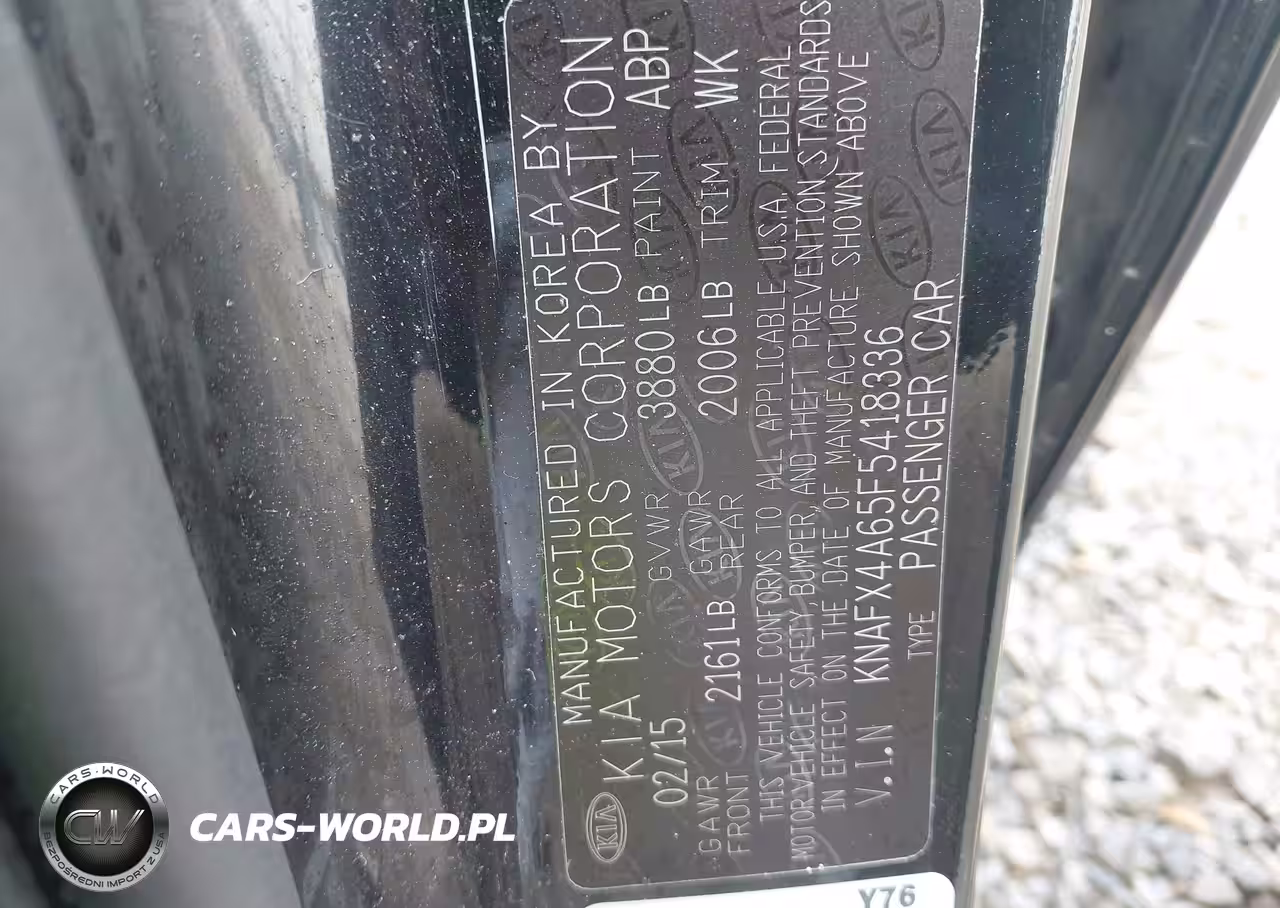 MANUFACTURED IN KOREA BY
KIA MOTORS CORPORATION
02/15 GVWR 3880LB PAINT ABP
GAWR FRONT 2161LB GAWR REAR 2006LB TRIM WK
THIS VEHICLE CONFORMS TO ALL APPLICABLE U.S.A. FEDERAL
MOTOR VEHICLE SAFETY, BUMPER, AND THEFT PREVENTION STANDARDS
IN EFFECT ON THE DATE OF MANUFACTURE SHOWN ABOVE
V.I.N KNAFX4A65F5418336
TYPE PASSENGER CAR
KIA
Y76
CARS-WORLD
CW
BEZPOŚREDNI IMPORT Z USA
CARS-WORLD.PL